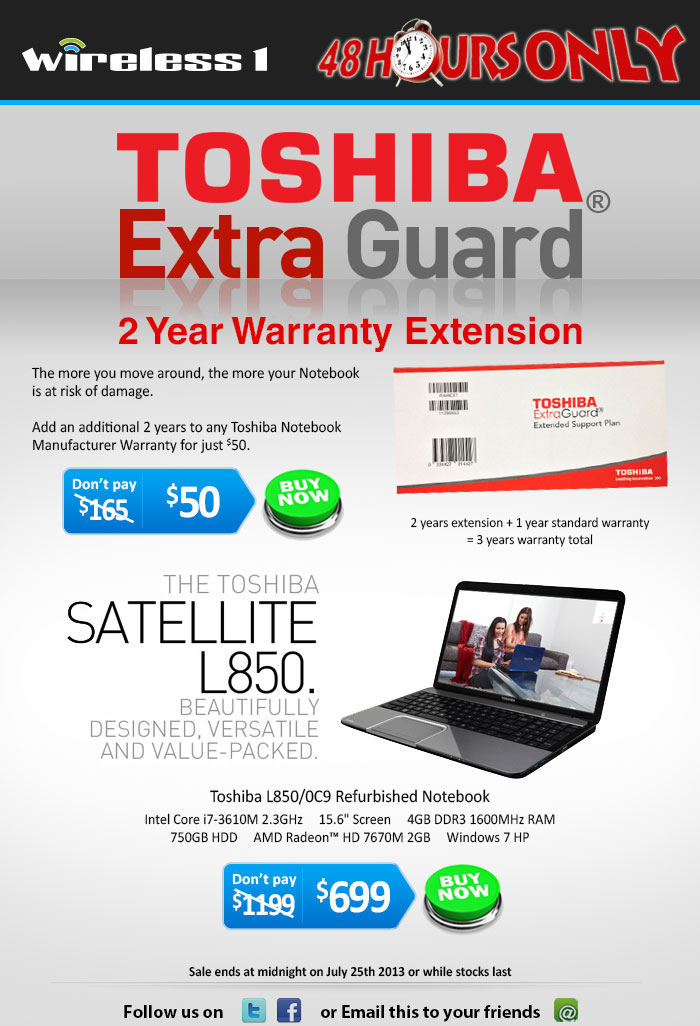 wireless 1
48 HOURS ONLY
TOSHIBA
Extra Guard®
2 Year Warranty Extension
The more you move around, the more your Notebook
is at risk of damage.
Add an additional 2 years to any Toshiba Notebook
Manufacturer Warranty for just $50.
Don't pay
$165
$50
BUY
NOW
TOSHIBA
ExtraGuard®
Extended Support Plan
TOSHIBA
Leading Innovation >>>
2 years extension + 1 year standard warranty
= 3 years warranty total
THE TOSHIBA
SATELLITE
L850.
BEAUTIFULLY
DESIGNED, VERSATILE
AND VALUE-PACKED.
Toshiba L850/0C9 Refurbished Notebook
Intel Core i7-3610M 2.3GHz 15.6" Screen 4GB DDR3 1600MHz RAM
750GB HDD AMD Radeon™ HD 7670M 2GB Windows 7 HP
Don't pay
$1199
$699
BUY
NOW
Sale ends at midnight on July 25th 2013 or while stocks last
Follow us on t f or Email this to your friends @